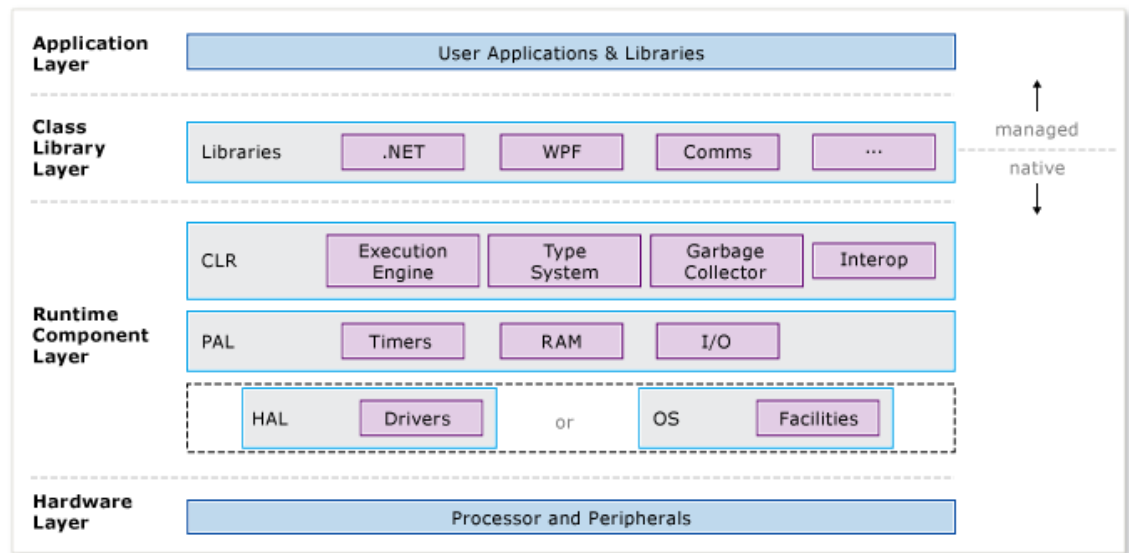 Application
Layer
User Applications & Libraries
managed
native
Class
Library
Layer
Libraries
.NET
WPF
Comms
...
CLR
Execution
Engine
Type
System
Garbage
Collector
Interop
Runtime
Component
Layer
PAL
Timers
RAM
I/O
HAL
Drivers
or
OS
Facilities
Hardware
Layer
Processor and Peripherals